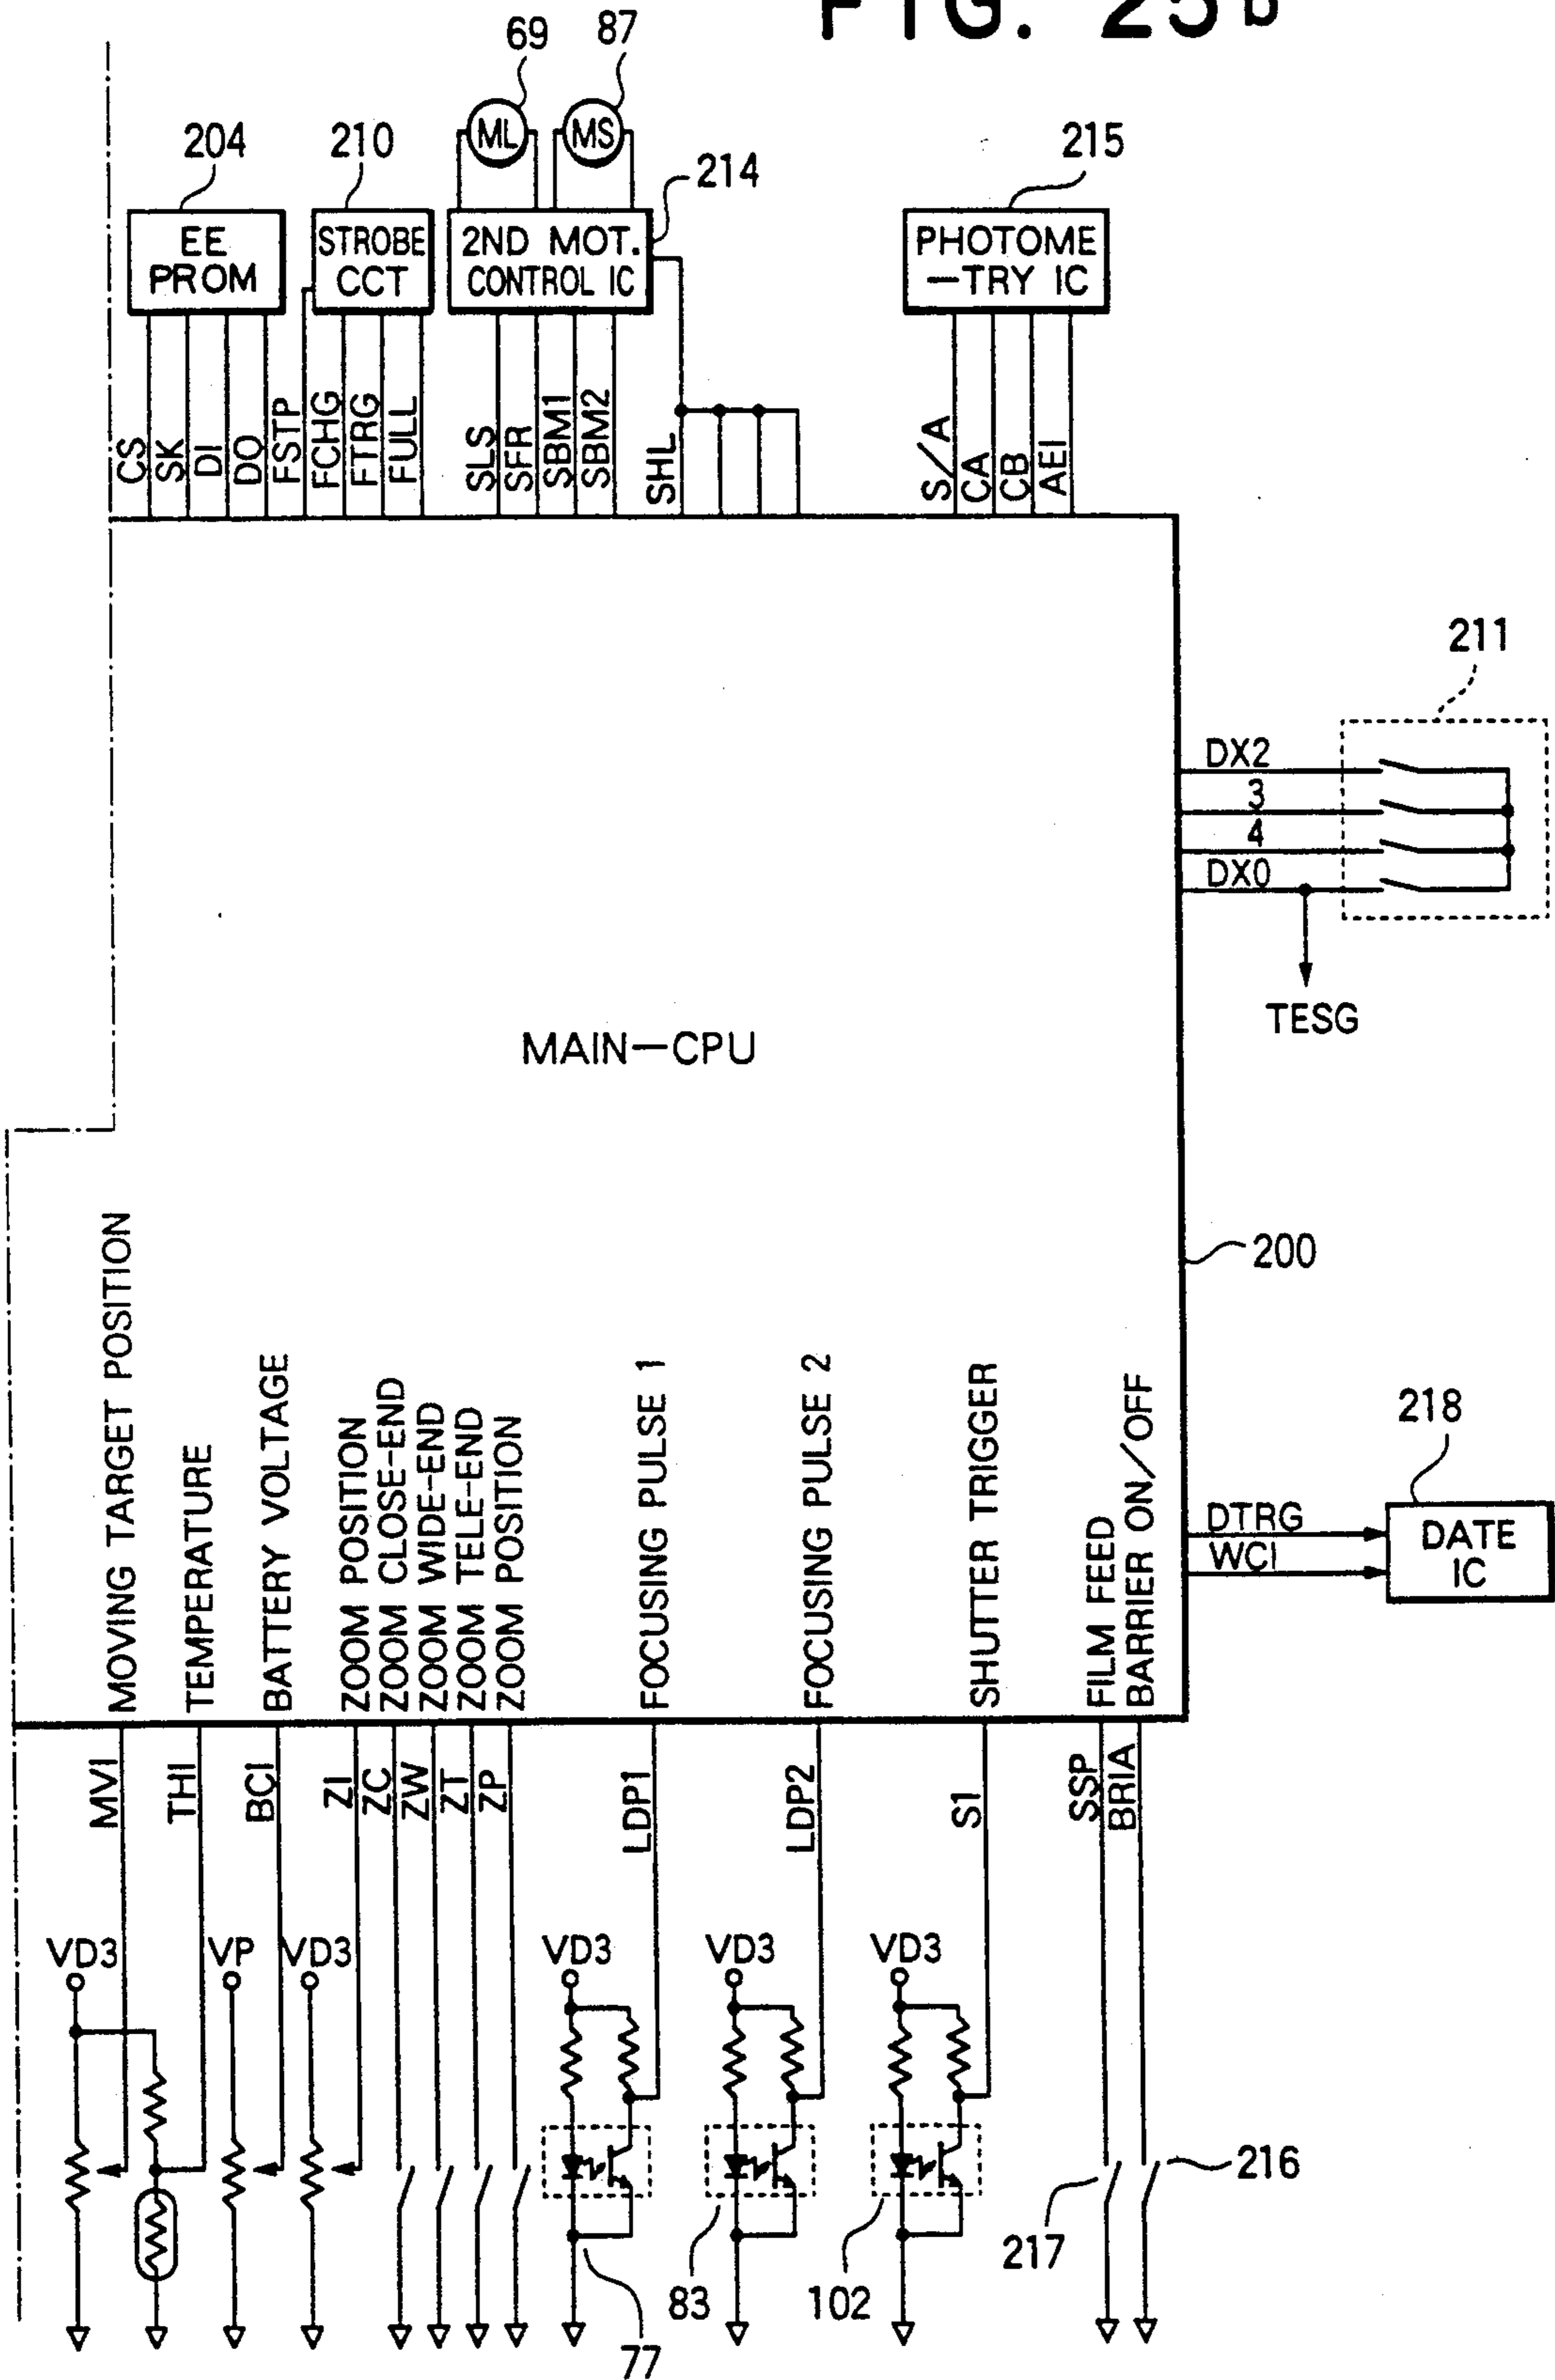 FIG. 25b
69
87
204
210
214
215
ML
MS
EE
PROM
STROBE
CCT
2ND MOT.
CONTROL IC
PHOTOME
-TRY IC
CS
SK
DI
DO
FSTP
FCHG
FTRG
FULL
SLS
SFR
SBM1
SBM2
SHL
S/A
CA
CB
AEI
211
DX2
3
4
DX0
TESG
MAIN-CPU
200
MOVING TARGET POSITION
TEMPERATURE
BATTERY VOLTAGE
ZOOM POSITION
ZOOM CLOSE-END
ZOOM WIDE-END
ZOOM TELE-END
ZOOM POSITION
FOCUSING PULSE 1
FOCUSING PULSE 2
SHUTTER TRIGGER
FILM FEED
BARRIER ON/OFF
218
DTRG
WCI
DATE
IC
MVI
THI
BCI
ZI
ZC
ZW
ZT
ZP
LDP1
LDP2
S1
SSP
BRIA
VD3
VP
VD3
VD3
VD3
VD3
216
217
83
102
77